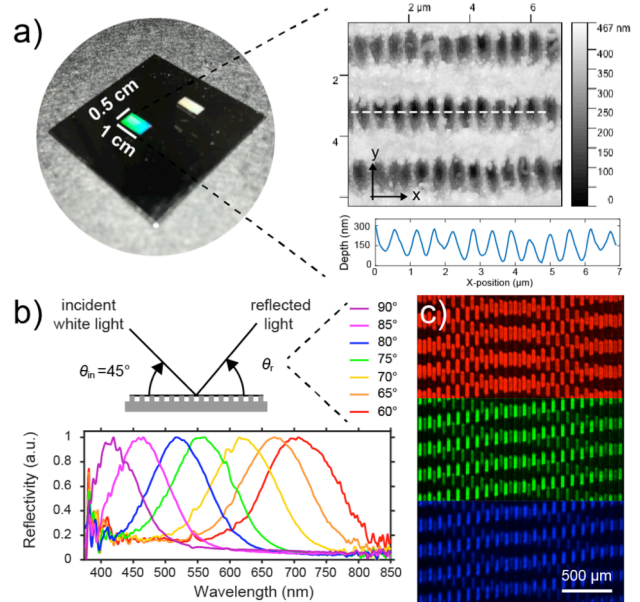 a)
0.5 cm
1 cm
2 µm 4 6
2
4
y
x
467 nm
400
350
300
250
200
150
100
50
0
Depth (nm)
300
150
0
0 1 2 3 4 5 6 7
X-position (µm)
b)
incident
white light
reflected
light
θin =45°
θr
90°
85°
80°
75°
70°
65°
60°
Reflectivity (a.u.)
1
0.8
0.6
0.4
0.2
0
400 450 500 550 600 650 700 750 800 850
Wavelength (nm)
c)
500 µm